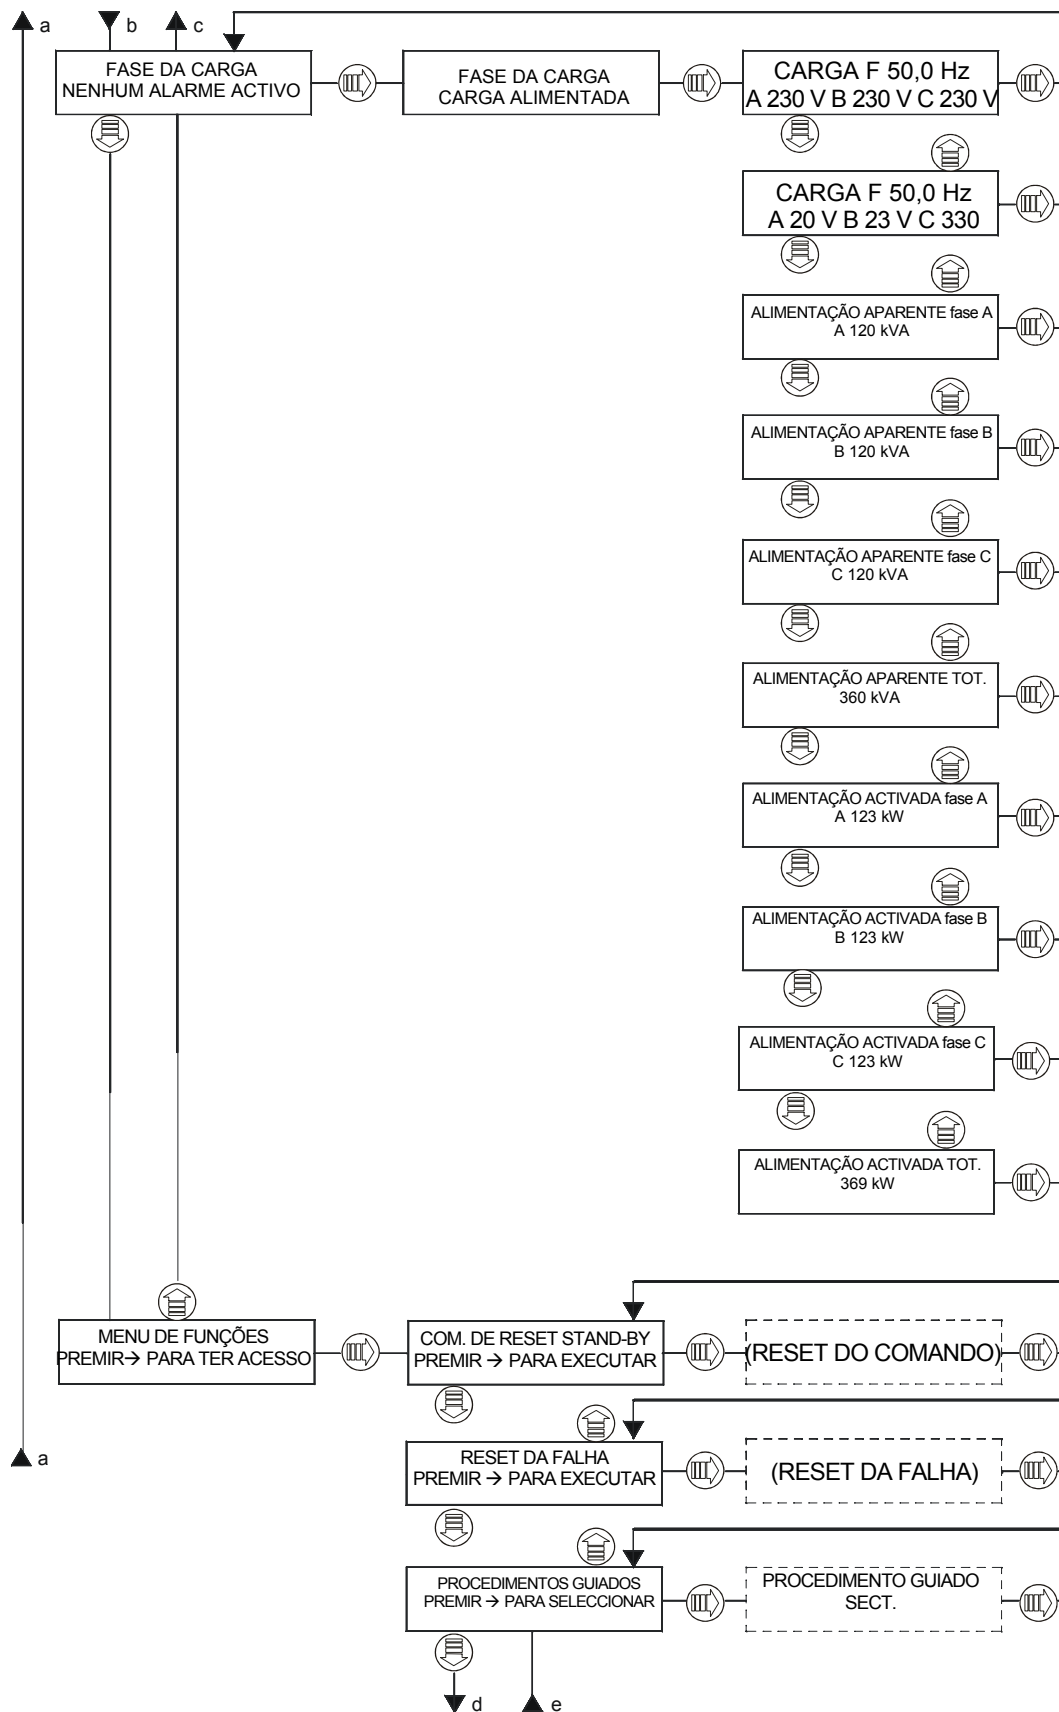 a
b
c
FASE DA CARGA
NENHUM ALARME ACTIVO
FASE DA CARGA
CARGA ALIMENTADA
CARGA F 50,0 Hz
A 230 V B 230 V C 230 V
CARGA F 50,0 Hz
A 20 V B 23 V C 330
ALIMENTAÇÃO APARENTE fase A
A 120 kVA
ALIMENTAÇÃO APARENTE fase B
B 120 kVA
ALIMENTAÇÃO APARENTE fase C
C 120 kVA
ALIMENTAÇÃO APARENTE TOT.
360 kVA
ALIMENTAÇÃO ACTIVADA fase A
A 123 kW
ALIMENTAÇÃO ACTIVADA fase B
B 123 kW
ALIMENTAÇÃO ACTIVADA fase C
C 123 kW
ALIMENTAÇÃO ACTIVADA TOT.
369 kW
MENU DE FUNÇÕES
PREMIR→ PARA TER ACESSO
COM. DE RESET STAND-BY
PREMIR → PARA EXECUTAR
(RESET DO COMANDO)
a
RESET DA FALHA
PREMIR → PARA EXECUTAR
(RESET DA FALHA)
PROCEDIMENTOS GUIADOS
PREMIR → PARA SELECCIONAR
PROCEDIMENTO GUIADO
SECT.
d
e